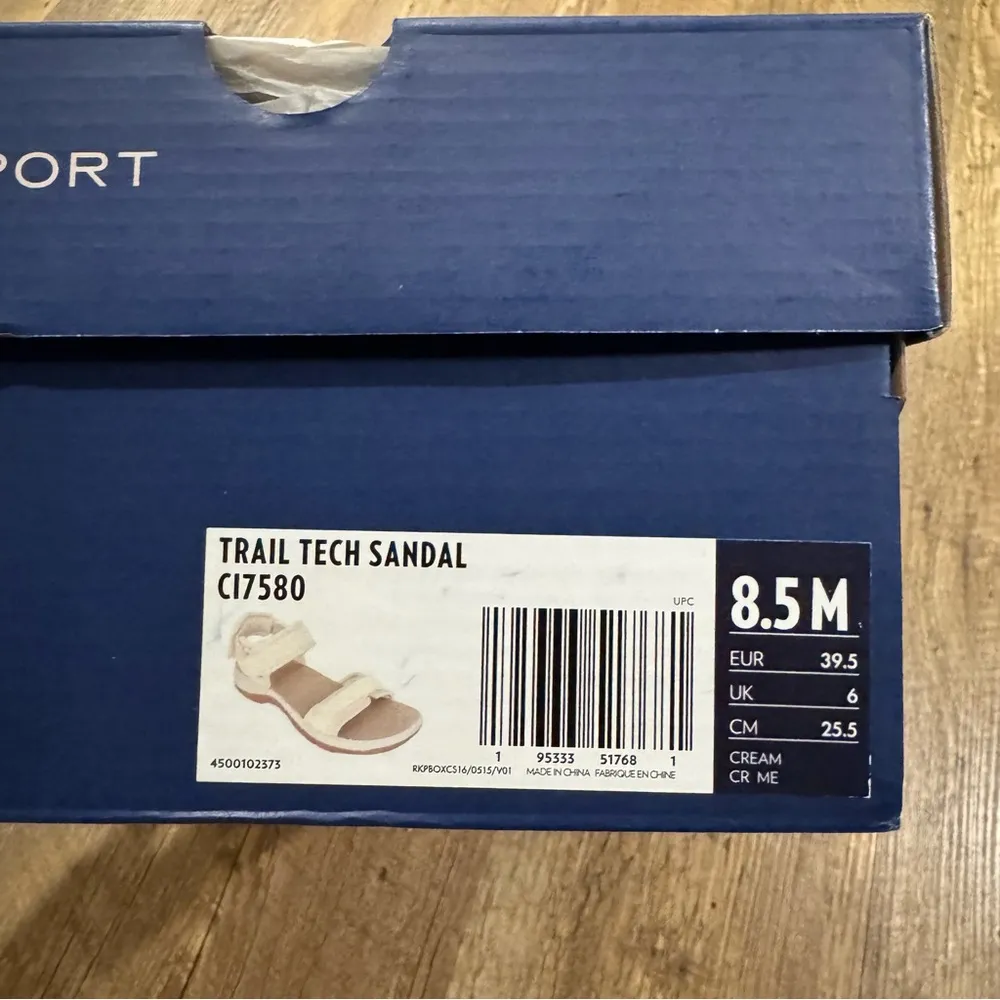 PORT
TRAIL TECH SANDAL
CI7580
UPC
1 95333 51768 1
4500102373
RKPBOXCS16/0515/V01 MADE IN CHINA FABRIQUE EN CHINE
8.5 M
EUR 39.5
UK 6
CM 25.5
CREAM
CR ME